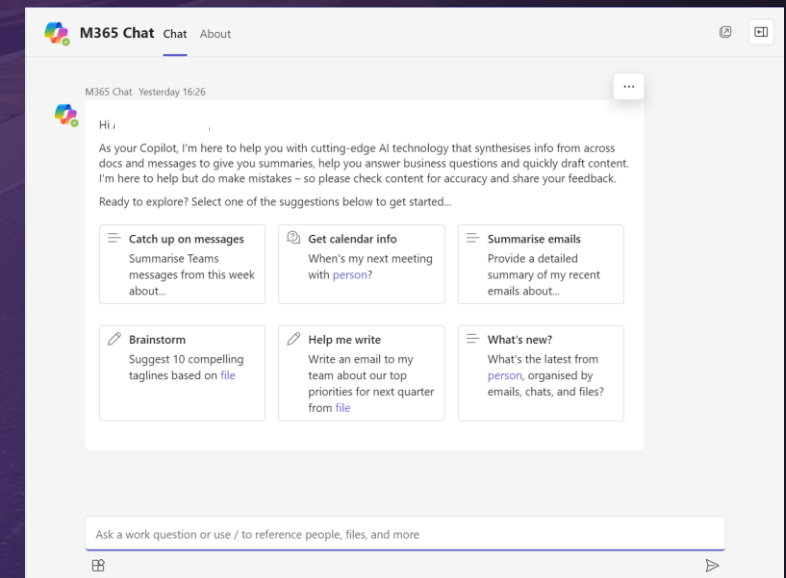 M365 Chat Chat About
M365 Chat Yesterday 16:26
Hi
As your Copilot, I'm here to help you with cutting-edge AI technology that synthesises info from across
docs and messages to give you summaries, help you answer business questions and quickly draft content.
I'm here to help but do make mistakes – so please check content for accuracy and share your feedback.
Ready to explore? Select one of the suggestions below to get started...
Catch up on messages
Summarise Teams
messages from this week
about...
Get calendar info
When's my next meeting
with person?
Summarise emails
Provide a detailed
summary of my recent
emails about...
Brainstorm
Suggest 10 compelling
taglines based on file
Help me write
Write an email to my
team about our top
priorities for next quarter
from file
What's new?
What's the latest from
person, organised by
emails, chats, and files?
Ask a work question or use / to reference people, files, and more